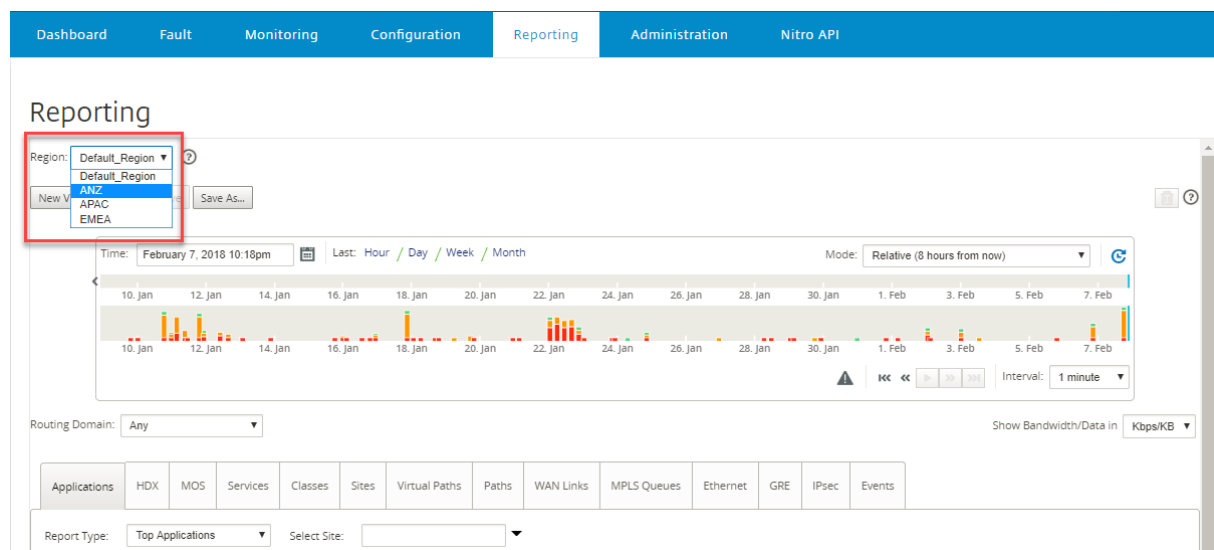 Dashboard Fault Monitoring Configuration Reporting Administration Nitro API
Reporting
Region: Default_Region
Default_Region
ANZ
APAC
EMEA
New V
Save As...
Time: February 7, 2018 10:18pm Last: Hour / Day / Week / Month Mode: Relative (8 hours from now)
10. Jan 12. Jan 14. Jan 16. Jan 18. Jan 20. Jan 22. Jan 24. Jan 26. Jan 28. Jan 30. Jan 1. Feb 3. Feb 5. Feb 7. Feb
10. Jan 12. Jan 14. Jan 16. Jan 18. Jan 20. Jan 22. Jan 24. Jan 26. Jan 28. Jan 30. Jan 1. Feb 3. Feb 5. Feb 7. Feb
Interval: 1 minute
Routing Domain: Any Show Bandwidth/Data in Kbps/KB
Applications HDX MOS Services Classes Sites Virtual Paths Paths WAN Links MPLS Queues Ethernet GRE IPsec Events
Report Type: Top Applications Select Site: